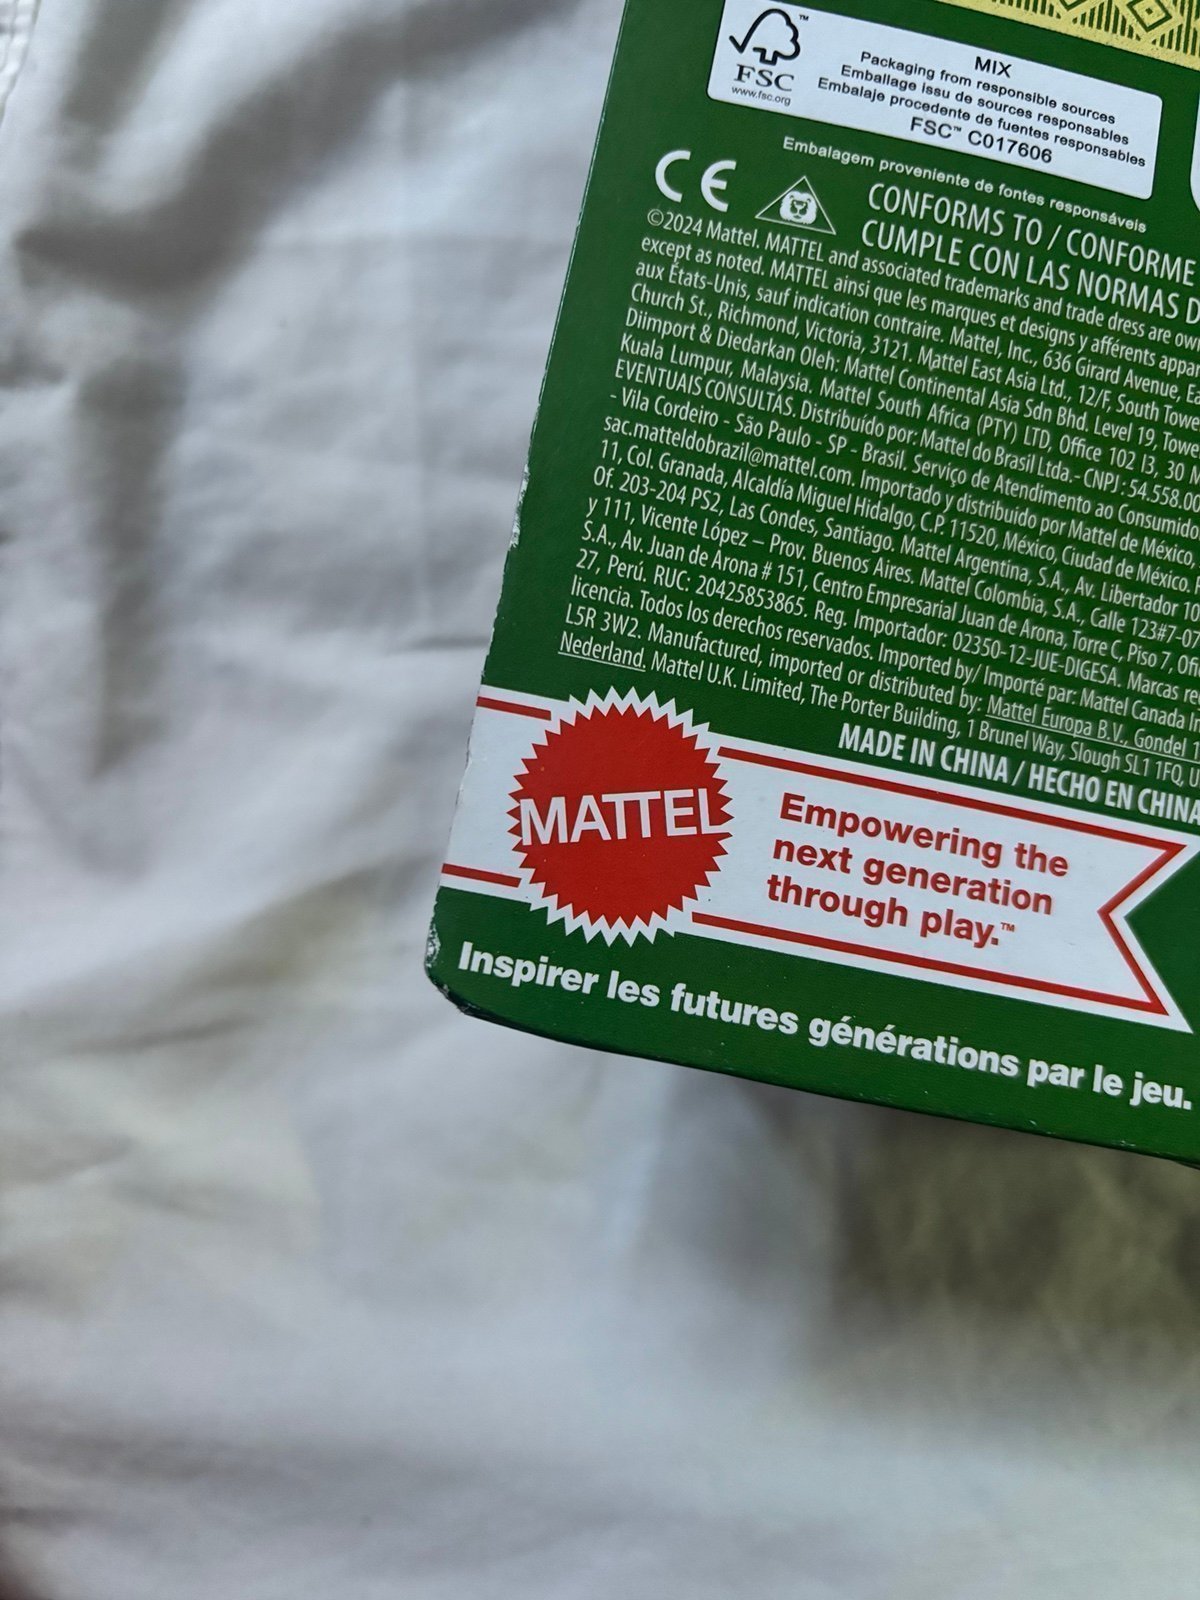 FSC™
www.fsc.org
MIX
Packaging from responsible sources
Emballage issu de sources responsables
Embalaje procedente de fuentes responsables
FSC™ C017606
Embalagem proveniente de fontes responsáveis
CE
CONFORMS TO / CONFORME
CUMPLE CON LAS NORMAS D
©2024 Mattel. MATTEL and associated trademarks and trade dress are own
except as noted. MATTEL ainsi que les marques et designs y afférents appar
aux États-Unis, sauf indication contraire. Mattel, Inc., 636 Girard Avenue, Ea
Church St., Richmond, Victoria, 3121. Mattel East Asia Ltd., 12/F, South Towe
Diimport & Diedarkan Oleh: Mattel Continental Asia Sdn Bhd. Level 19, Towe
Kuala Lumpur, Malaysia. Mattel South Africa (PTY) LTD, Office 102 I3, 30
EVENTUAIS CONSULTAS. Distribuído por: Mattel do Brasil Ltda.- CNPJ: 54.558.0
- Vila Cordeiro - São Paulo - SP - Brasil. Serviço de Atendimento ao Consumido
sac.matteldobrazil@mattel.com. Importado y distribuido por Mattel de México,
11, Col. Granada, Alcaldía Miguel Hidalgo, C.P. 11520, México, Ciudad de México.
Of. 203-204 PS2, Las Condes, Santiago. Mattel Argentina, S.A., Av. Libertador 10
y 111, Vicente López – Prov. Buenos Aires. Mattel Colombia, S.A., Calle 123#7-07
S.A., Av. Juan de Arona # 151, Centro Empresarial Juan de Arona, Torre C, Piso 7, Ofi
27, Perú. RUC: 20425853865. Reg. Importador: 02350-12-JUE-DIGESA. Marcas re
licencia. Todos los derechos reservados. Imported by/ Importé par: Mattel Canada In
L5R 3W2. Manufactured, imported or distributed by: Mattel Europa B.V., Gondel 1
Nederland. Mattel U.K. Limited, The Porter Building, 1 Brunel Way, Slough SL1 1FQ, U
MADE IN CHINA / HECHO EN CHINA
MATTEL
Empowering the
next generation
through play.™
Inspirer les futures générations par le jeu.